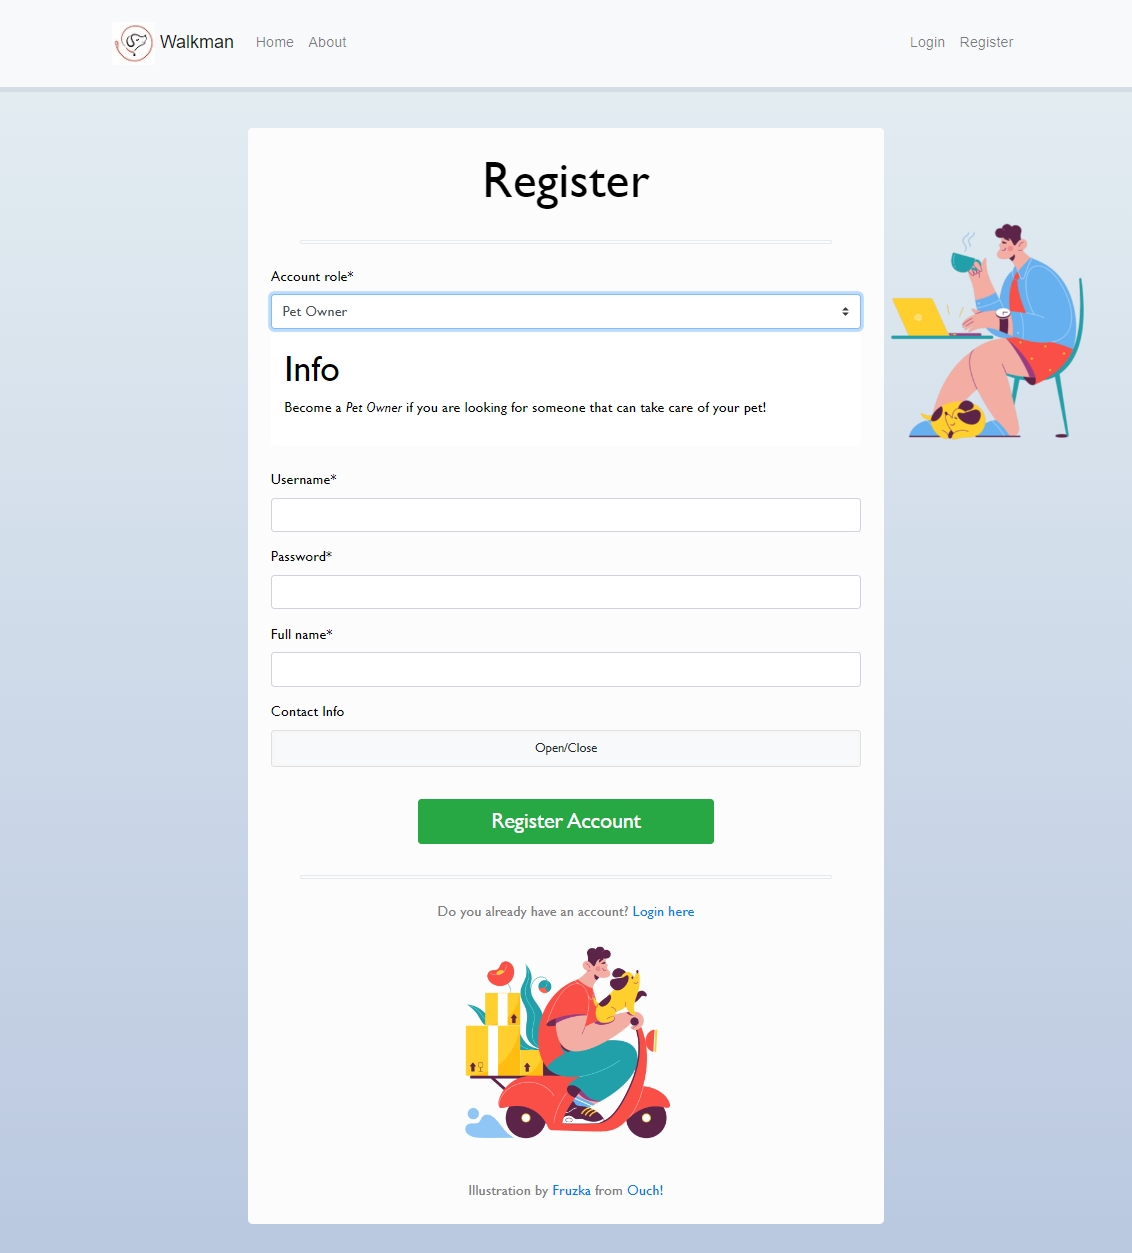 Walkman Home About Login Register
Register
Account role*
Pet Owner
Info
Become a Pet Owner if you are looking for someone that can take care of your pet!
Username*
Password*
Full name*
Contact Info
Open/Close
Register Account
Do you already have an account? Login here
Illustration by Fruzka from Ouch!